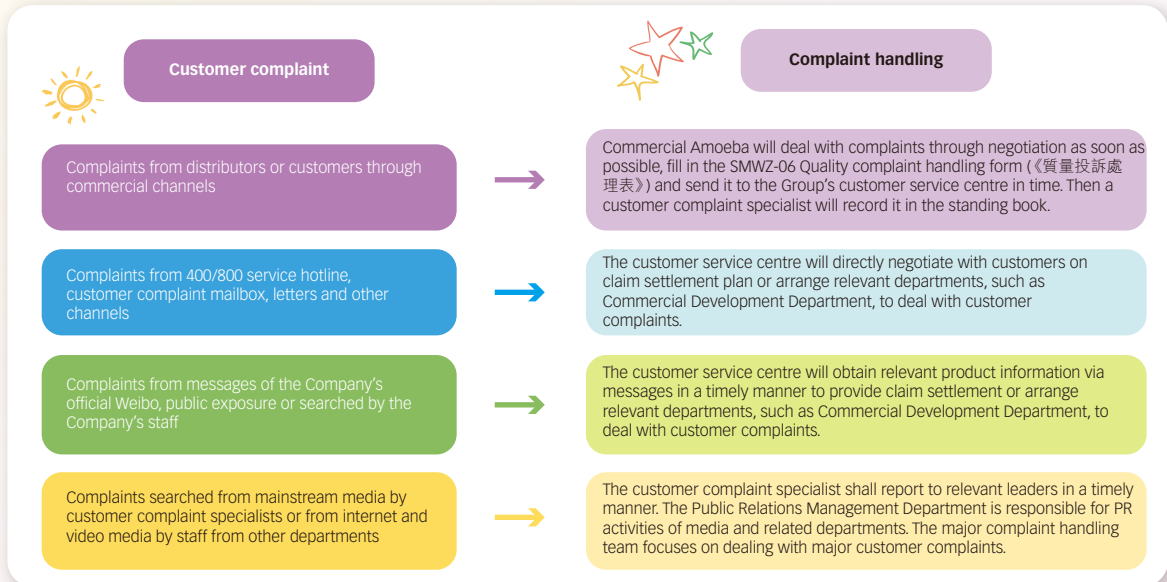 Customer complaint
Complaint handling
Complaints from distributors or customers through
commercial channels
Commercial Amoeba will deal with complaints through negotiation as soon as
possible, fill in the SMWZ-06 Quality complaint handling form (《質量投訴處
理表》) and send it to the Group's customer service centre in time. Then a
customer complaint specialist will record it in the standing book.
Complaints from 400/800 service hotline,
customer complaint mailbox, letters and other
channels
The customer service centre will directly negotiate with customers on
claim settlement plan or arrange relevant departments, such as
Commercial Development Department, to deal with customer
complaints.
Complaints from messages of the Company's
official Weibo, public exposure or searched by the
Company's staff
The customer service centre will obtain relevant product information via
messages in a timely manner to provide claim settlement or arrange
relevant departments, such as Commercial Development Department, to
deal with customer complaints.
Complaints searched from mainstream media by
customer complaint specialists or from internet and
video media by staff from other departments
The customer complaint specialist shall report to relevant leaders in a timely
manner. The Public Relations Management Department is responsible for PR
activities of media and related departments. The major complaint handling
team focuses on dealing with major customer complaints.